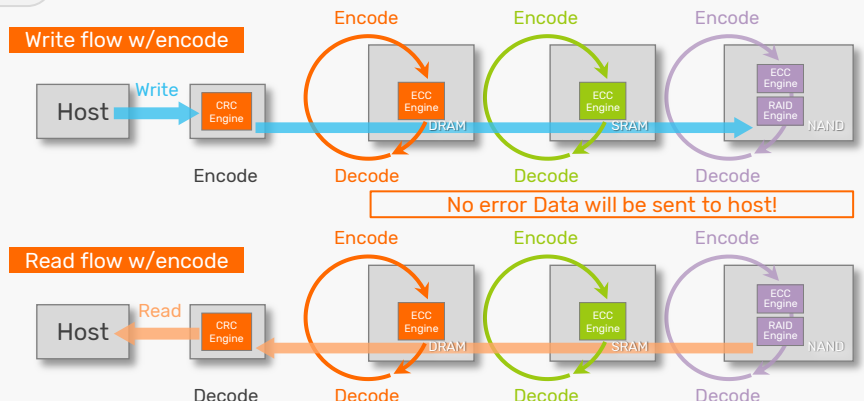 Encode Encode Encode
Write flow w/encode
Host
Write
CRC
Engine
ECC
Engine
DRAM
ECC
Engine
SRAM
ECC
Engine
RAID
Engine
NAND
Encode Decode Decode Decode
No error Data will be sent to host!
Encode Encode Encode
Read flow w/encode
Host
Read
CRC
Engine
ECC
Engine
DRAM
ECC
Engine
SRAM
ECC
Engine
RAID
Engine
NAND
Decode Decode Decode Decode